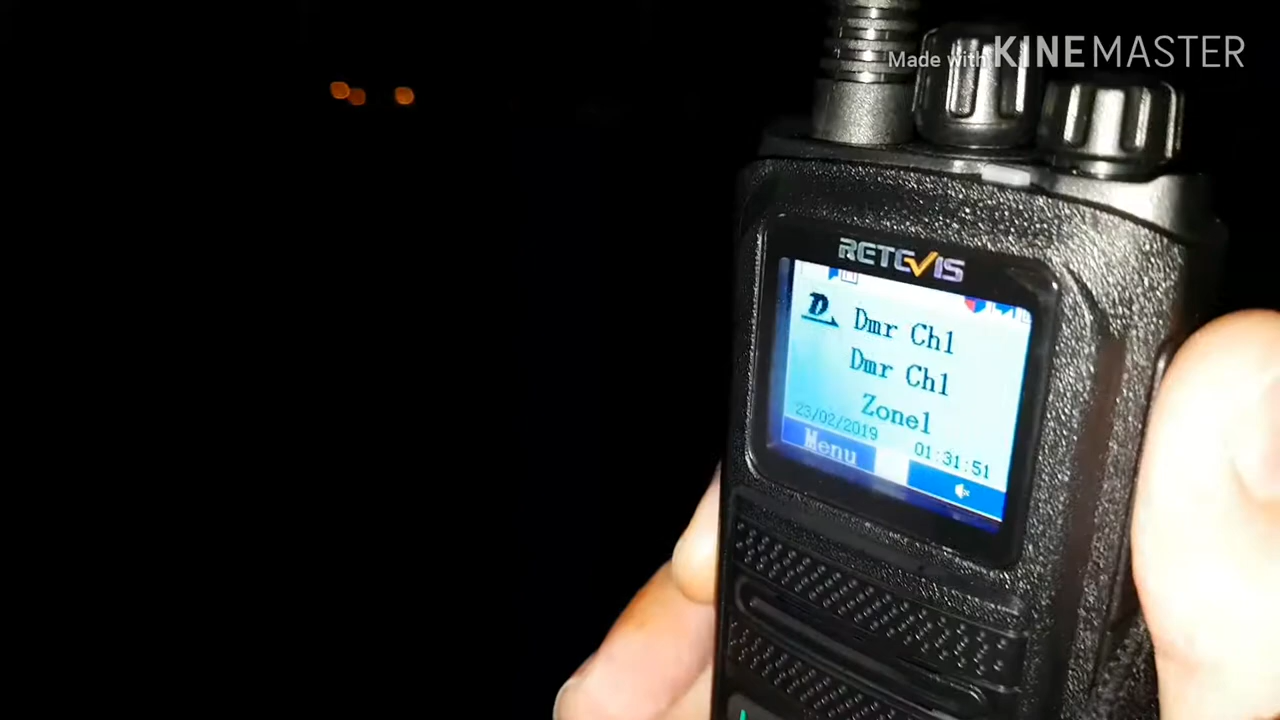 Made with KINEMASTER
RETEVIS
D
Dmr Ch1
Dmr Ch1
Zone1
23/02/2019
01:31:51
Menu